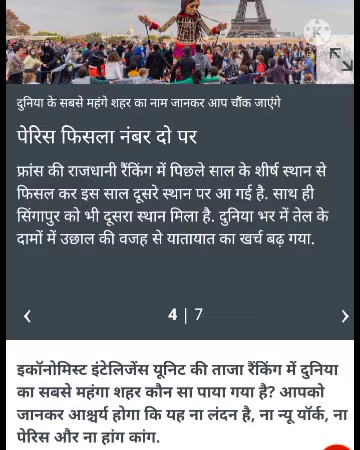 दुनिया के सबसे महंगे शहर का नाम जानकर आप चौंक जाएंगे
पेरिस फिसला नंबर दो पर
फ्रांस की राजधानी रैंकिंग में पिछले साल के शीर्ष स्थान से
फिसल कर इस साल दूसरे स्थान पर आ गई है. साथ ही
सिंगापुर को भी दूसरा स्थान मिला है. दुनिया भर में तेल के
दामों में उछाल की वजह से यातायात का खर्च बढ़ गया.
4 | 7
इकॉनोमिस्ट इंटेलिजेंस यूनिट की ताजा रैंकिंग में दुनिया
का सबसे महंगा शहर कौन सा पाया गया है? आपको
जानकर आश्चर्य होगा कि यह ना लंदन है, ना न्यू यॉर्क, ना
पेरिस और ना हांग कांग.